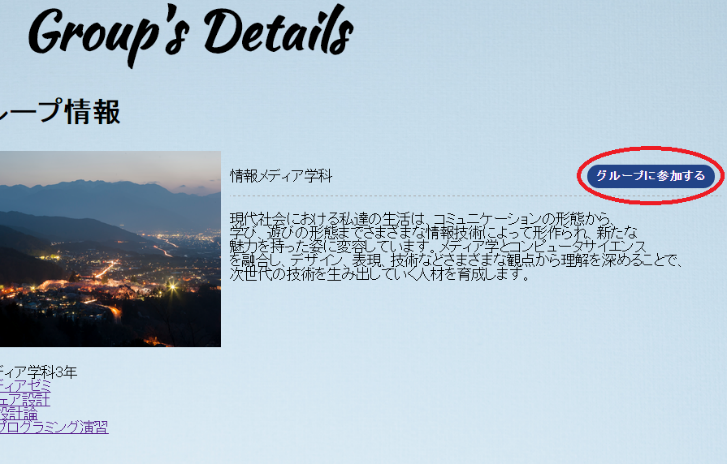 Group's Details
ループ情報
情報メディア学科
グループに参加する
現代社会における私達の生活は、コミュニケーションの形態から、
学び、遊びの形態までさまざまな情報技術によって形作られ、新たな
魅力を持った姿に変容しています。メディア学とコンピュータサイエンス
を融合し、デザイン、表現、技術などさまざまな観点から理解を深めることで、
次世代の技術を生み出していく人材を育成します。
ディア学科3年
ディアゼミ
ェア設計
設計論
プログラミング演習